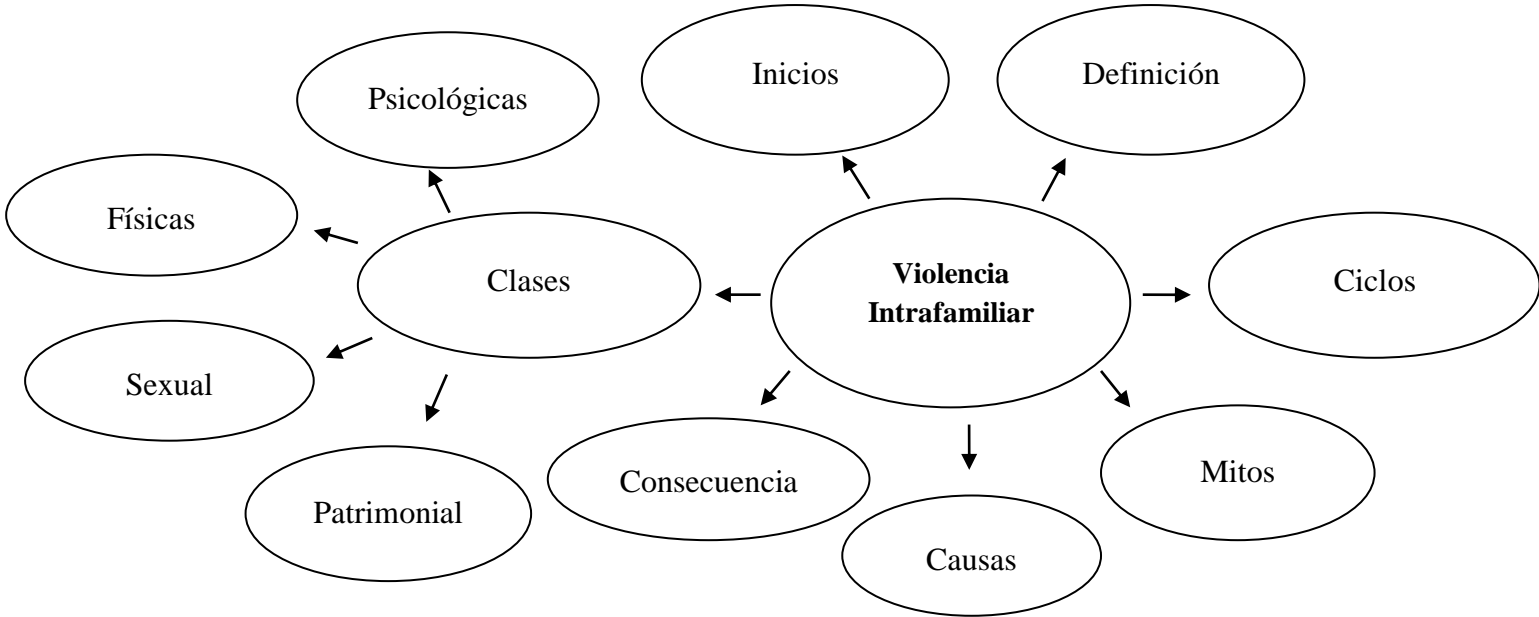 Inicios
Definición
Psicológicas
Físicas
Clases
Violencia
Intrafamiliar
Ciclos
Sexual
Consecuencia
Mitos
Patrimonial
Causas